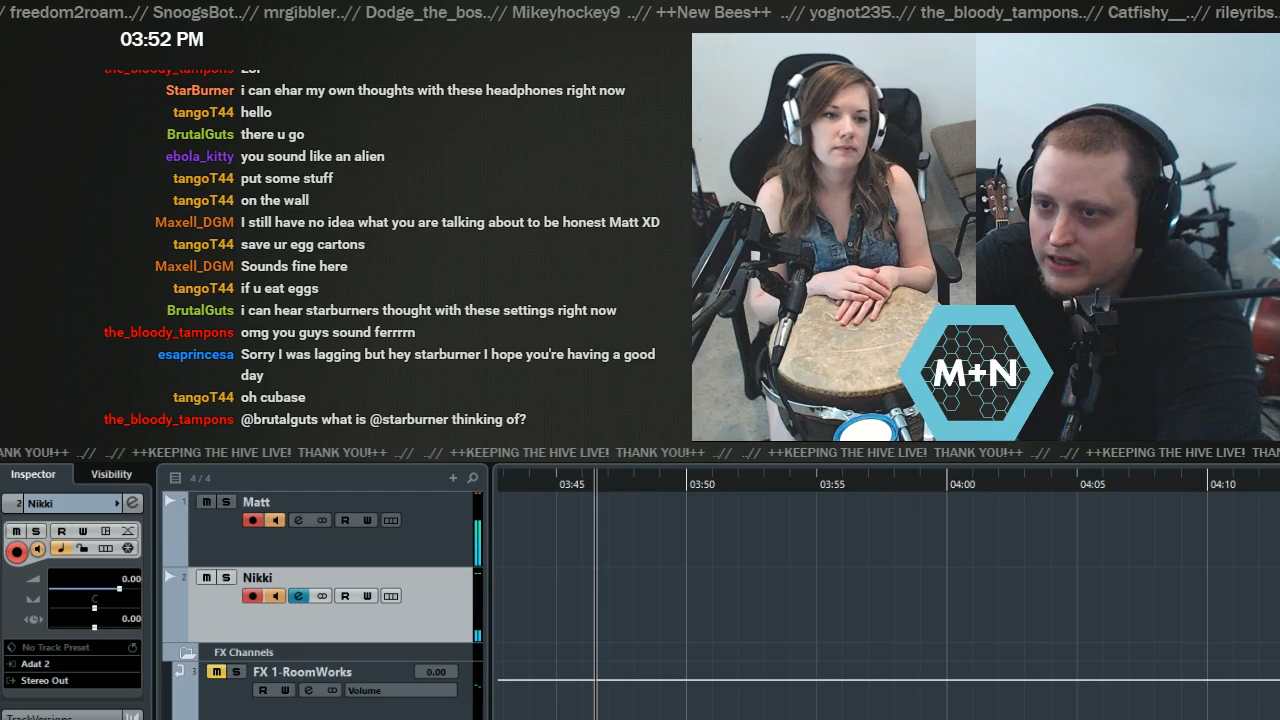 / freedom2roam..// SnoogsBot..// mrgibbler..// Dodge_the_bos..// Mikeyhockey9 ..// ++New Bees++ ..// yognot235..// the_bloody_tampons..// Catfishy__..// rileyribs.
03:52 PM
the_bloody_tampons Lol
StarBurner i can ehar my own thoughts with these headphones right now
tangoT44 hello
BrutalGuts there u go
ebola_kitty you sound like an alien
tangoT44 put some stuff
tangoT44 on the wall
Maxell_DGM I still have no idea what you are talking about to be honest Matt XD
tangoT44 save ur egg cartons
Maxell_DGM Sounds fine here
tangoT44 if u eat eggs
BrutalGuts i can hear starburners thought with these settings right now
the_bloody_tampons omg you guys sound ferrrrn
esaprincesa Sorry I was lagging but hey starburner I hope you're having a good
day
tangoT44 oh cubase
the_bloody_tampons @brutalguts what is @starburner thinking of?
M+N
ANK YOU!++ ..// ..// ++KEEPING THE HIVE LIVE! THANK YOU!++ ..// ..// ++KEEPING THE HIVE LIVE! THANK YOU!++ ..// ..// ++KEEPING THE HIVE LIVE! THANK YOU!++ ..// ..// ++KEEPING THE HIVE LIVE! THAN
Inspector Visibility
4 / 4
03:45 03:50 03:55 04:00 04:05 04:10
2 Nikki e
M S R W
0.00
C
0.00
No Track Preset
Adat 2
Stereo Out
TrackVersions
1 M S Matt
e R W
2 M S Nikki
e R W
FX Channels
3 M S FX 1-RoomWorks 0.00
R W e Volume